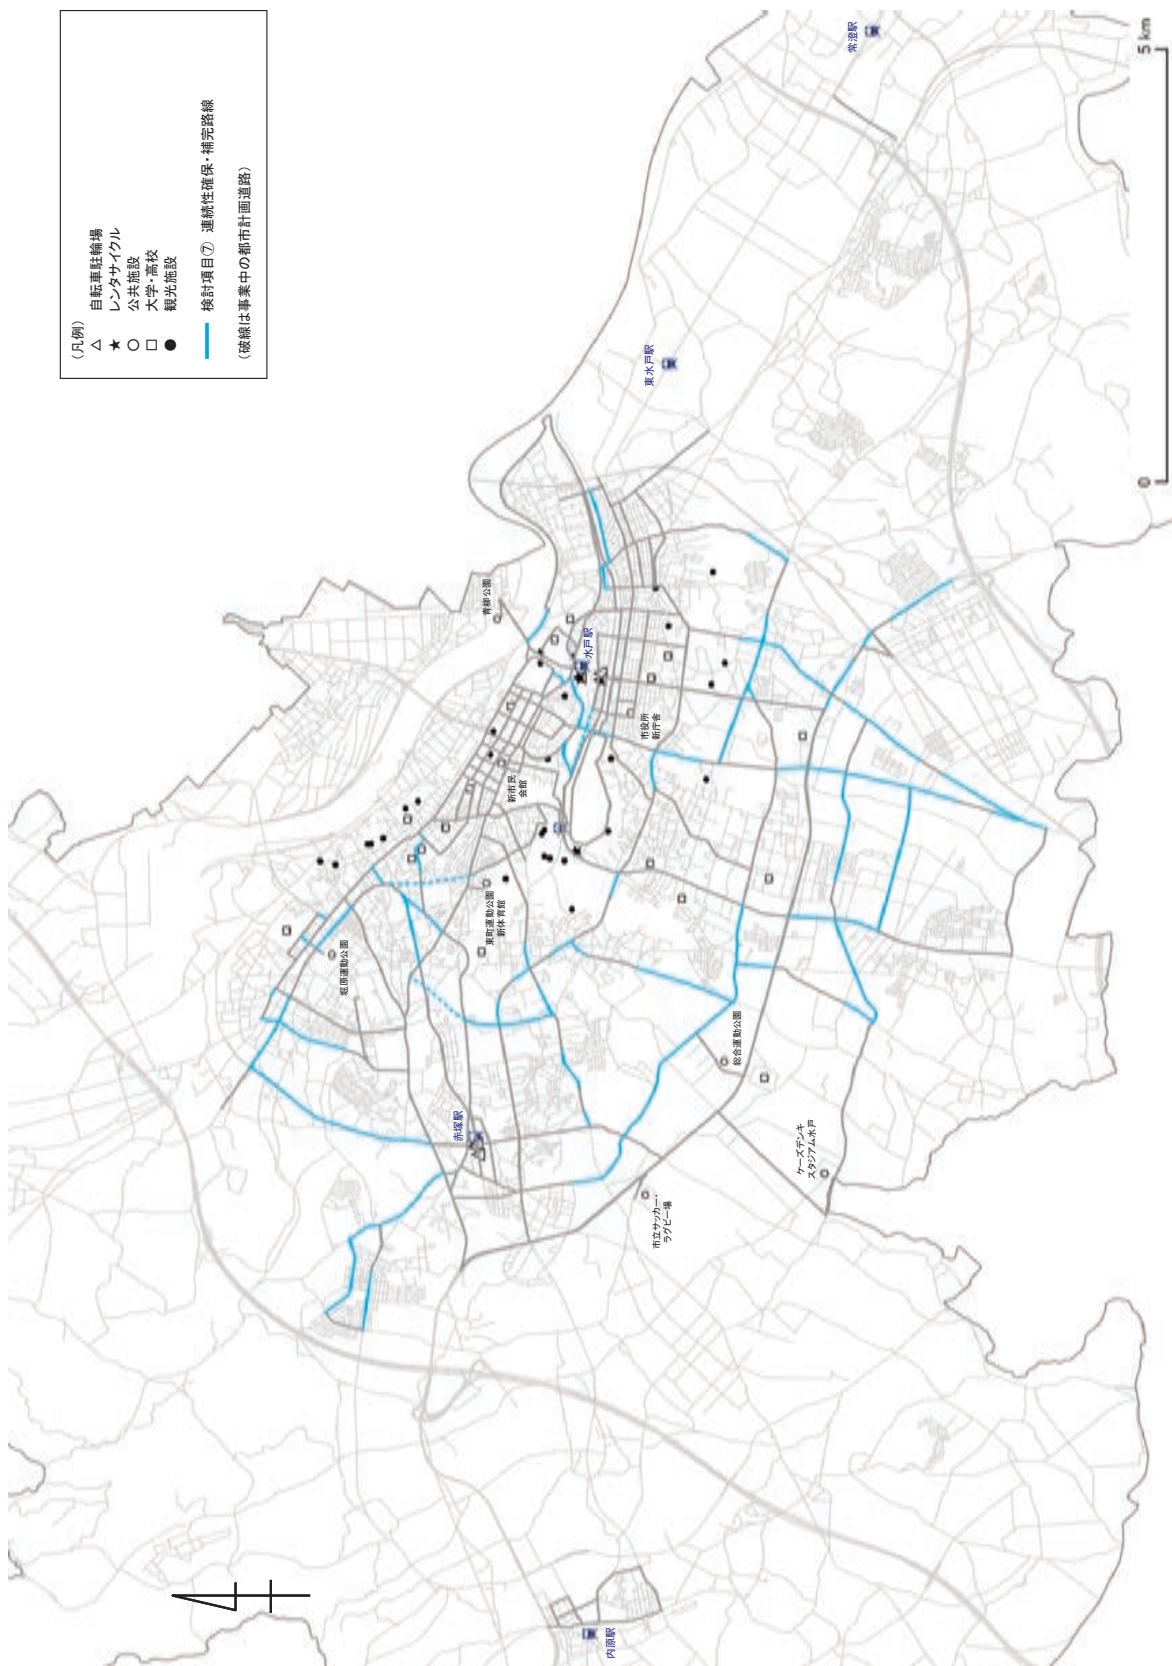 (凡例)
△ 自転車駐輪場
★ レンタサイクル
○ 公共施設
□ 大学・高校
● 観光施設
検討項目⑦ 連続性確保・補完路線
(破線は事業中の都市計画道路)
常澄駅
東水戸駅
青柳公園
水戸駅
市役所
新庁舎
新市民
会館
東町運動公園
新体育館
堀原運動公園
総合運動公園
赤塚駅
ケーズデンキ
スタジアム水戸
市立サッカー・
ラグビー場
内原駅
0
5 km